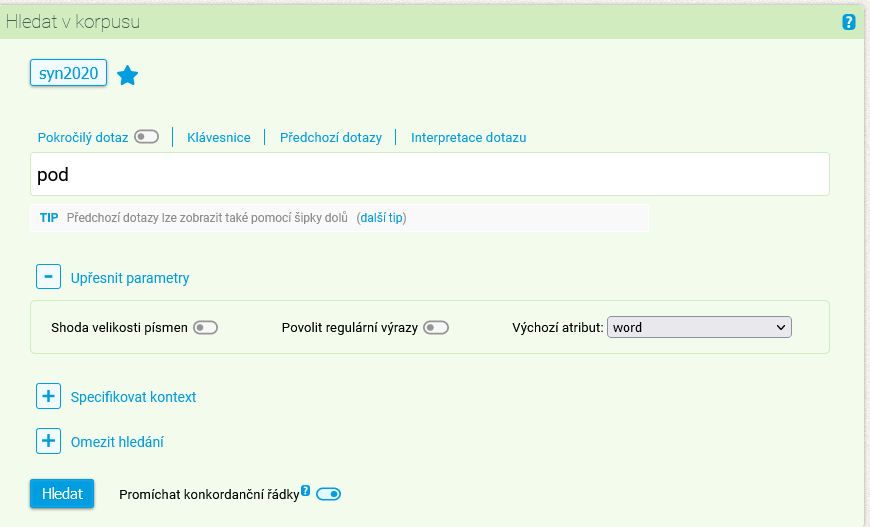 Hledat v korpusu ?
syn2020
Pokročilý dotaz Klávesnice Předchozí dotazy Interpretace dotazu
pod
TIP Předchozí dotazy lze zobrazit také pomocí šipky dolů (další tip)
Upřesnit parametry
Shoda velikosti písmen Povolit regulární výrazy Výchozí atribut: word
Specifikovat kontext
Omezit hledání
Hledat Promíchat konkordanční řádky ?